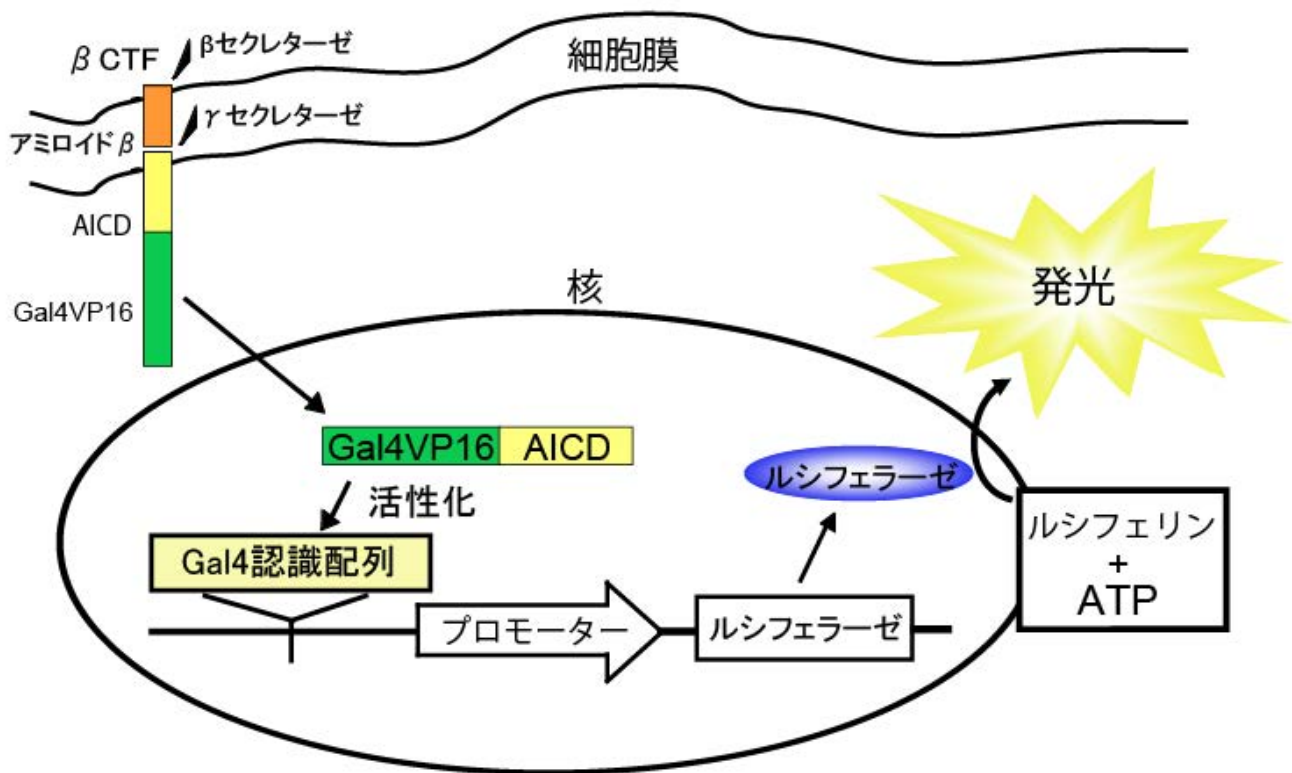 βセクレターゼ
β CTF
細胞膜
γセクレターゼ
アミロイドβ
AICD
Gal4VP16
核
発光
Gal4VP16 AICD
活性化
ルシフェラーゼ
Gal4認識配列
ルシフェリン
+
ATP
プロモーター
ルシフェラーゼ